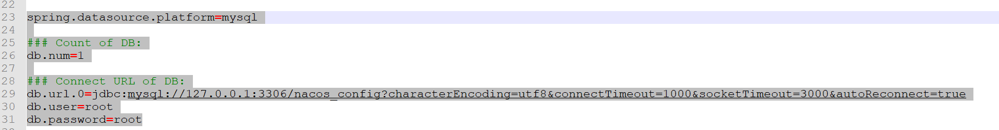 22
23 spring.datasource.platform=mysql
24
25 ### Count of DB:
26 db.num=1
27
28 ### Connect URL of DB:
29 db.url.0=jdbc:mysql://127.0.0.1:3306/nacos_config?characterEncoding=utf8&connectTimeout=1000&socketTimeout=3000&autoReconnect=true
30 db.user=root
31 db.password=root